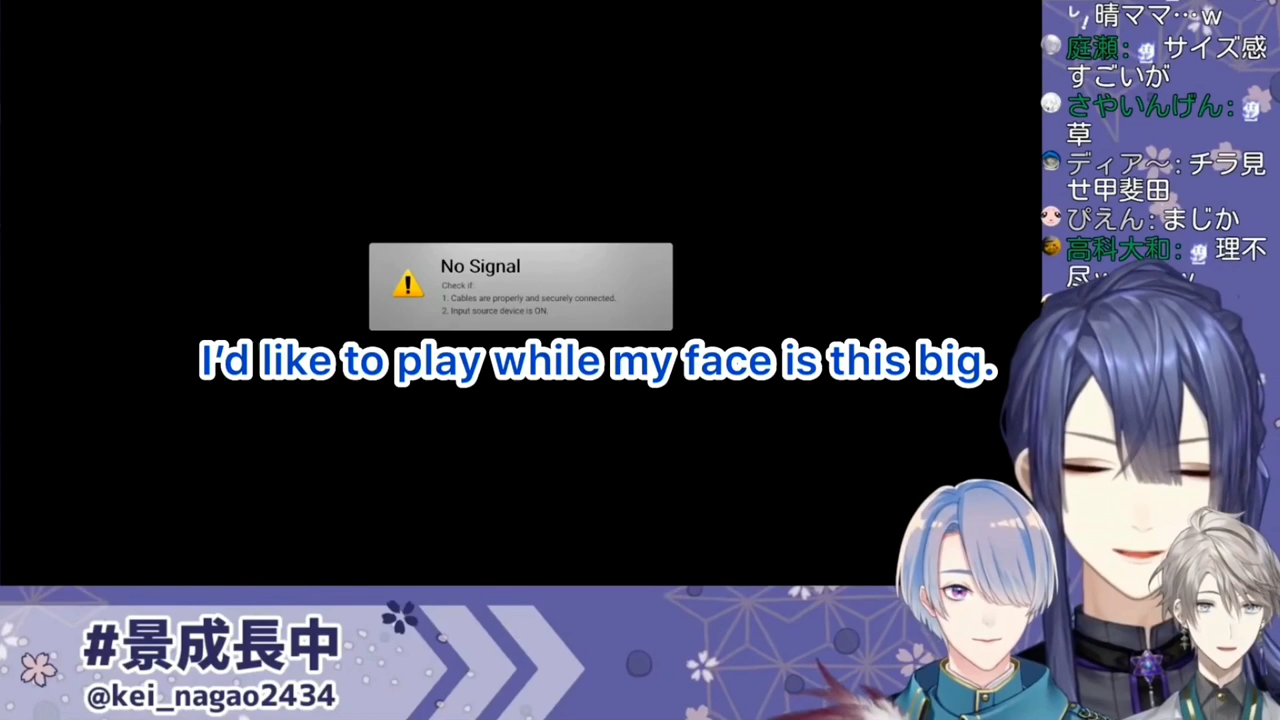 No Signal
Check if:
1. Cables are properly and securely connected.
2. Input source device is ON.
I'd like to play while my face is this big.
晴ママ…w
庭瀬: サイズ感
すごいが
さやいんげん:
草
ディア〜: チラ見
せ甲斐田
ぴえん: まじか
高科大和: 理不
尽
#景成長中
@kei_nagao2434